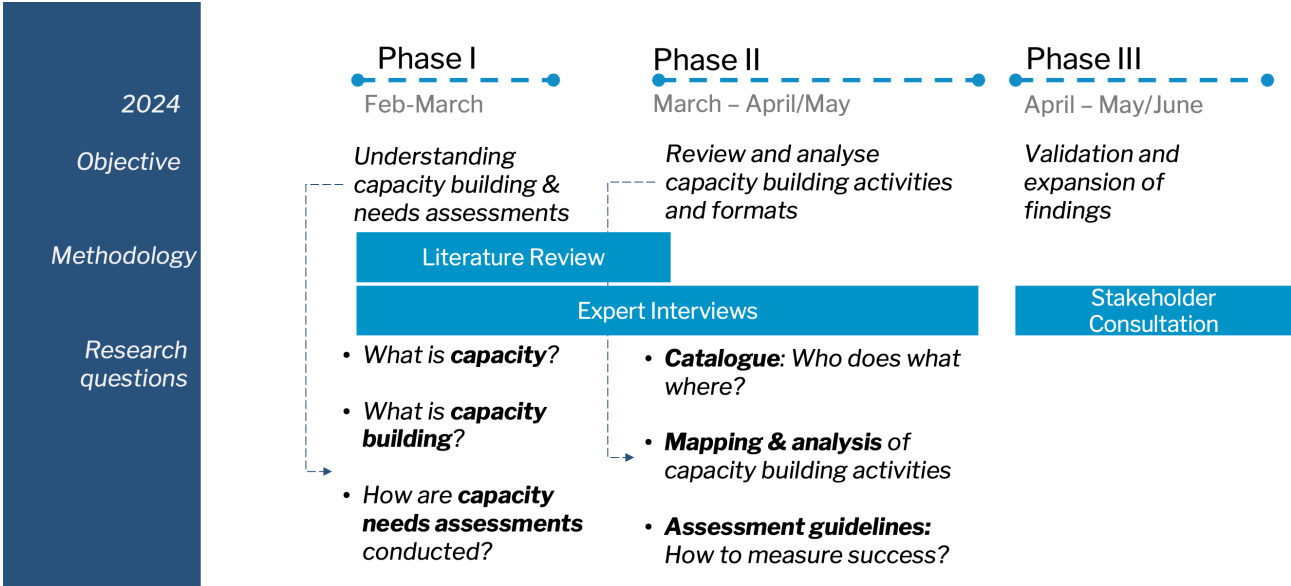 Phase I
Phase II
Phase III
2024
Feb-March
March – April/May
April – May/June
Objective
Understanding
capacity building &
needs assessments
Review and analyse
capacity building activities
and formats
Validation and
expansion of
findings
Methodology
Literature Review
Expert Interviews
Stakeholder
Consultation
Research
questions
• What is capacity?
• What is capacity
building?
• How are capacity
needs assessments
conducted?
• Catalogue: Who does what
where?
• Mapping & analysis of
capacity building activities
• Assessment guidelines:
How to measure success?